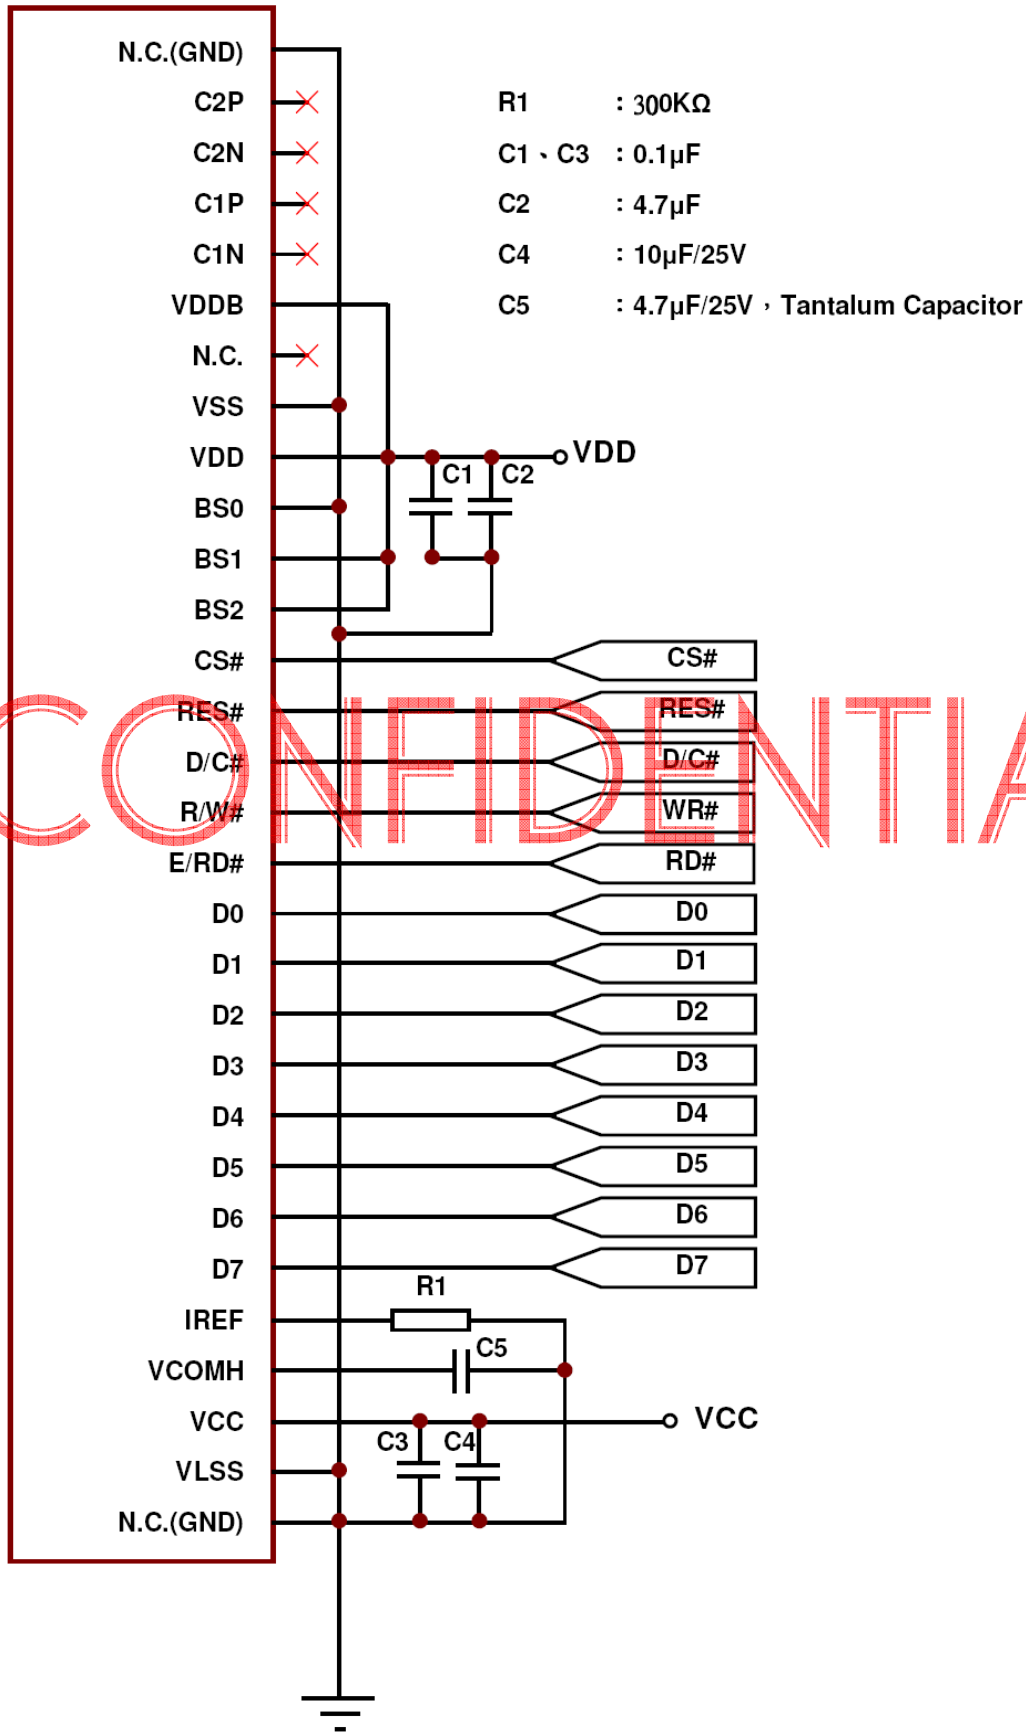 N.C.(GND)
C2P
R1 : 300KΩ
C2N
C1、C3 : 0.1μF
C1P
C2 : 4.7μF
C1N
C4 : 10μF/25V
VDDB
C5 : 4.7μF/25V，Tantalum Capacitor
N.C.
VSS
VDD
VDD
C1 C2
BS0
BS1
BS2
CS# CS#
RES# RES#
CONFIDENTIA
D/C# D/C#
R/W# WR#
E/RD# RD#
D0 D0
D1 D1
D2 D2
D3 D3
D4 D4
D5 D5
D6 D6
D7 D7
R1
IREF
C5
VCOMH
VCC VCC
C3 C4
VLSS
N.C.(GND)